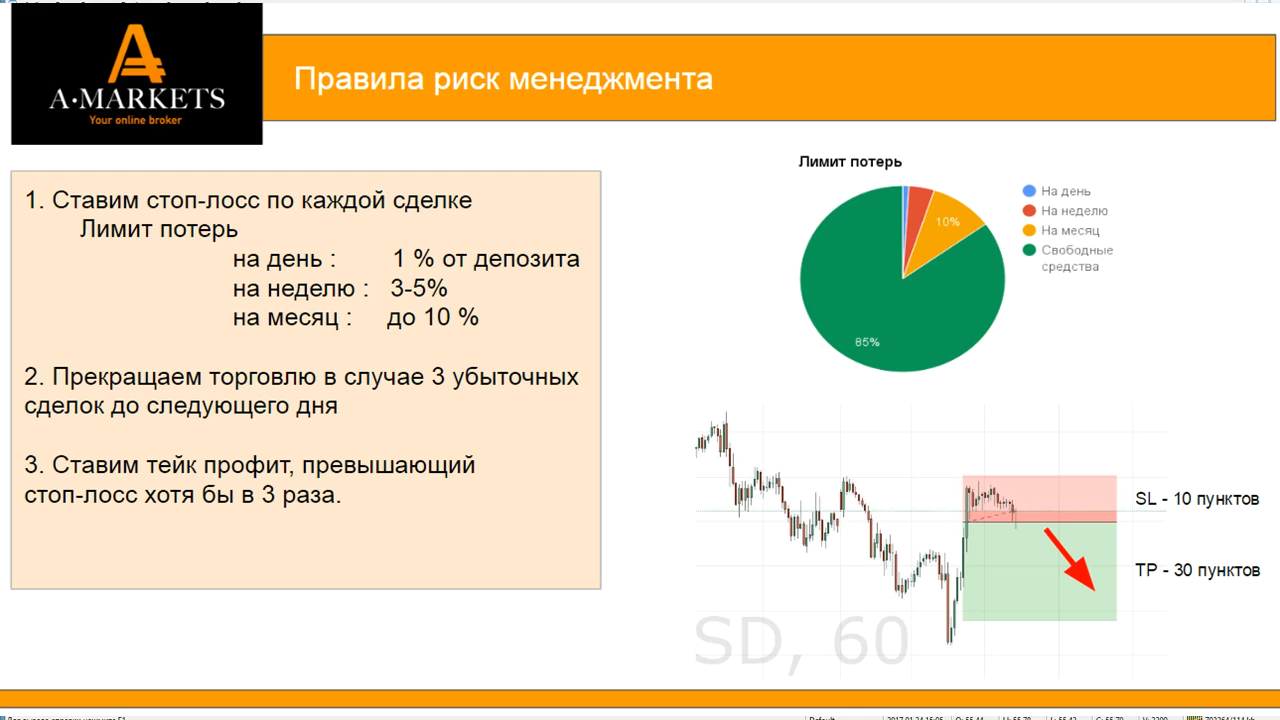 A·MARKETS
Your online broker
Правила риск менеджмента
1. Ставим стоп-лосс по каждой сделке
Лимит потерь
на день : 1 % от депозита
на неделю : 3-5%
на месяц : до 10 %
2. Прекращаем торговлю в случае 3 убыточных
сделок до следующего дня
3. Ставим тейк профит, превышающий
стоп-лосс хотя бы в 3 раза.
Лимит потерь
10%
85%
На день
На неделю
На месяц
Свободные
средства
SL - 10 пунктов
TP - 30 пунктов
SD, 60